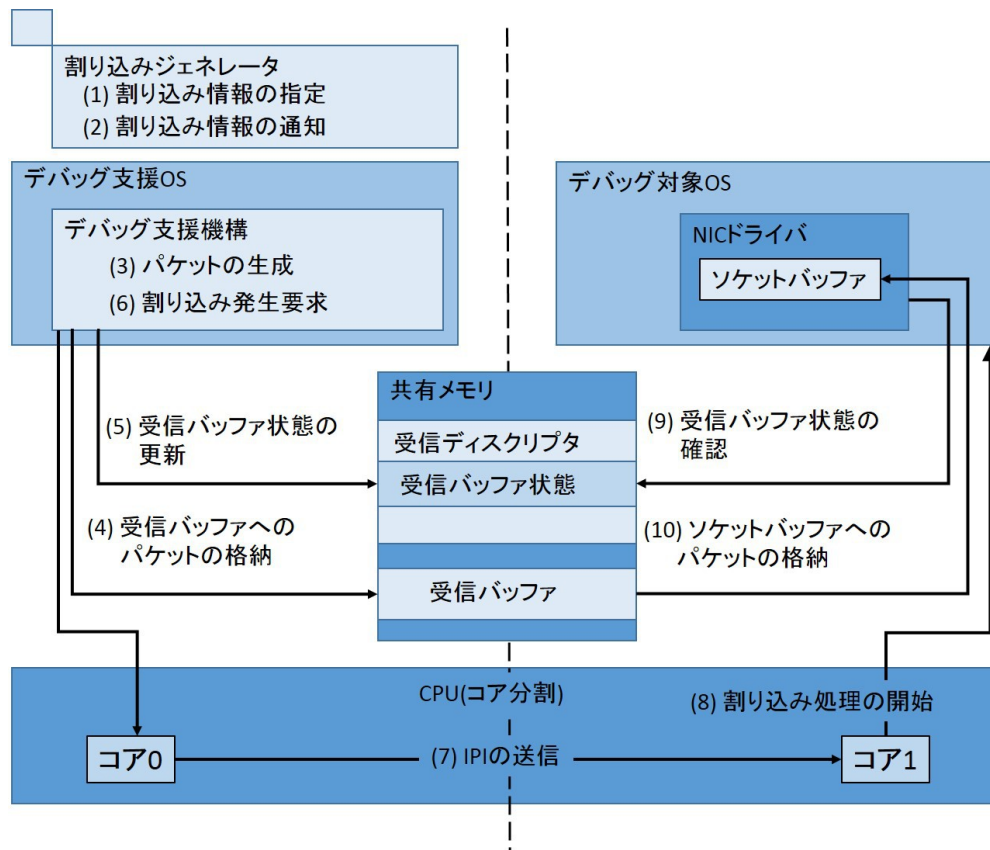 割り込みジェネレータ
(1) 割り込み情報の指定
(2) 割り込み情報の通知
デバッグ支援OS
デバッグ支援機構
(3) パケットの生成
(6) 割り込み発生要求
デバッグ対象OS
NICドライバ
ソケットバッファ
共有メモリ
受信ディスクリプタ
受信バッファ状態
受信バッファ
(5) 受信バッファ状態の
更新
(4) 受信バッファへの
パケットの格納
(9) 受信バッファ状態の
確認
(10) ソケットバッファへの
パケットの格納
CPU(コア分割)
(8) 割り込み処理の開始
コア0
(7) IPIの送信
コア1